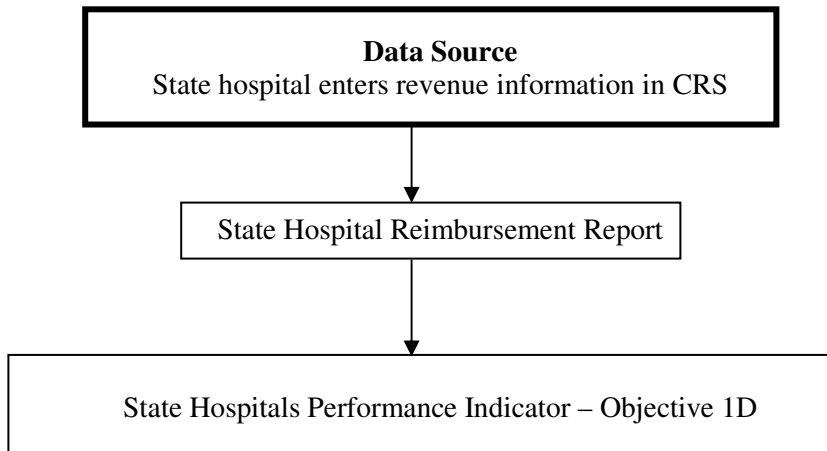 Data Source
State hospital enters revenue information in CRS
State Hospital Reimbursement Report
State Hospitals Performance Indicator – Objective 1D